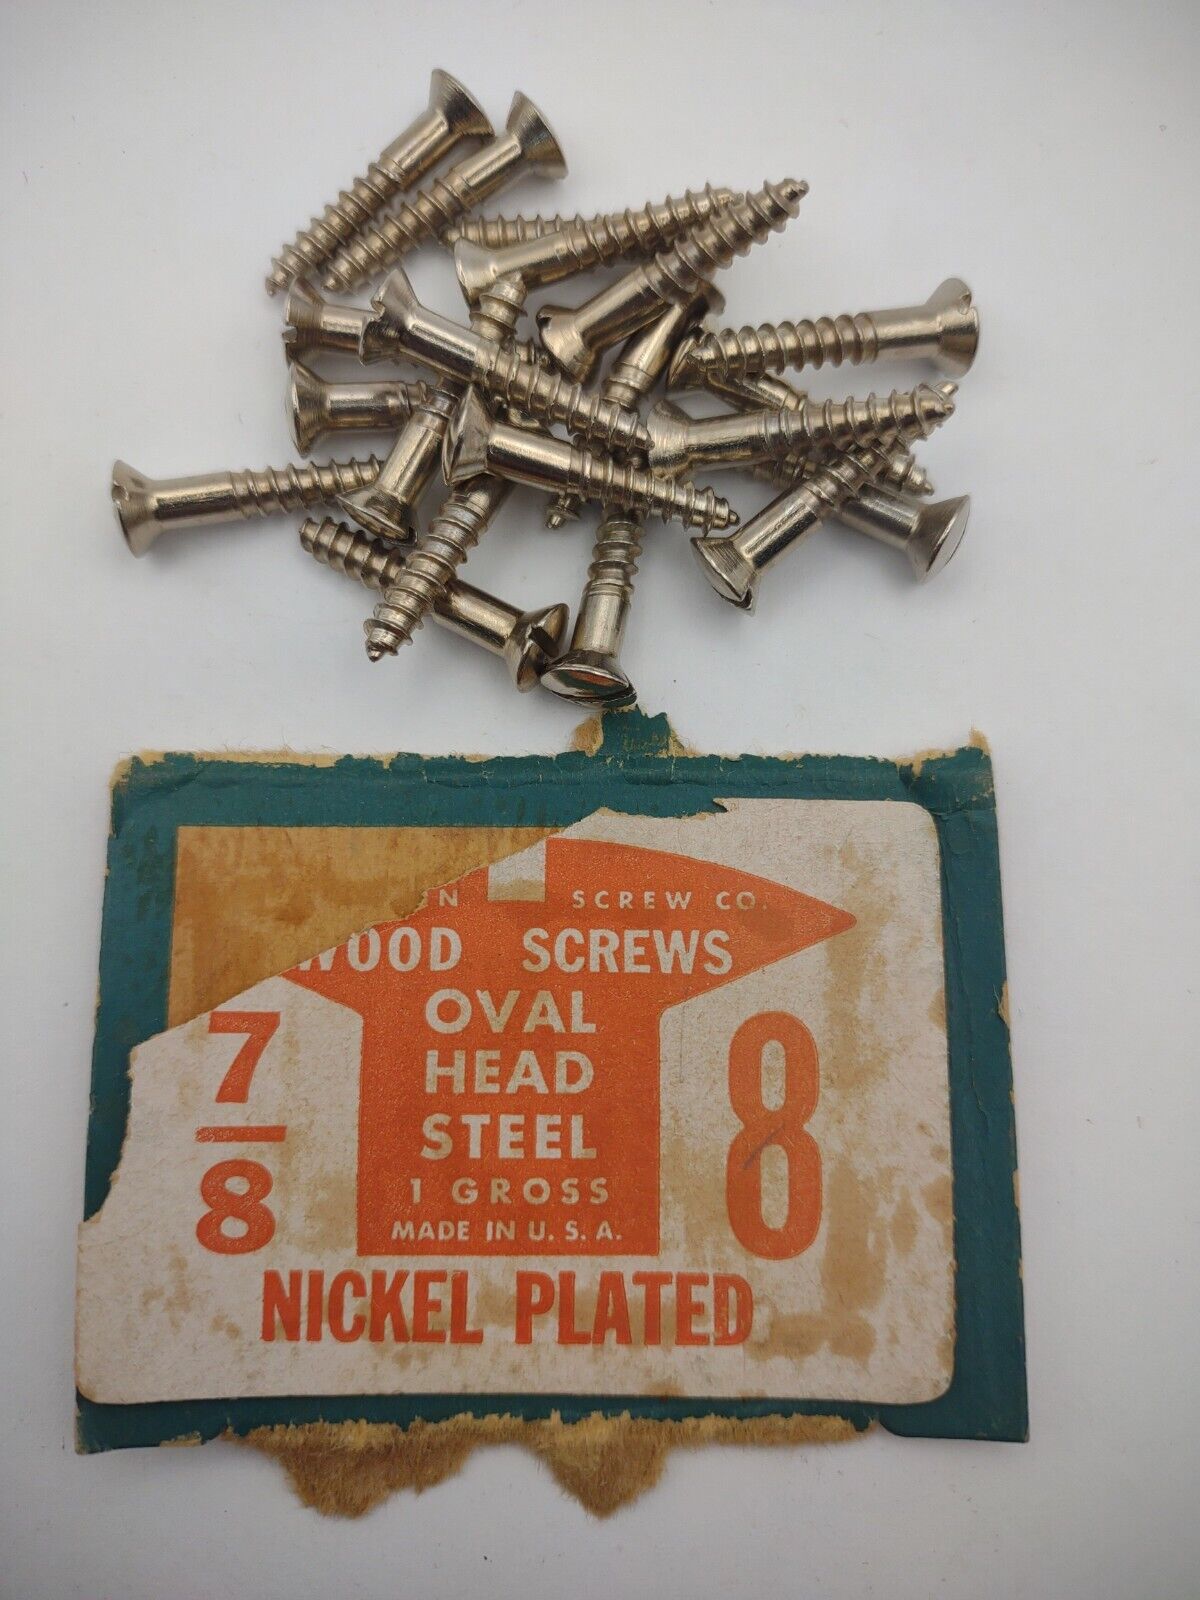 SCREW CO.
WOOD SCREWS
OVAL
HEAD
STEEL
1 GROSS
MADE IN U. S. A.
7/8
8
NICKEL PLATED